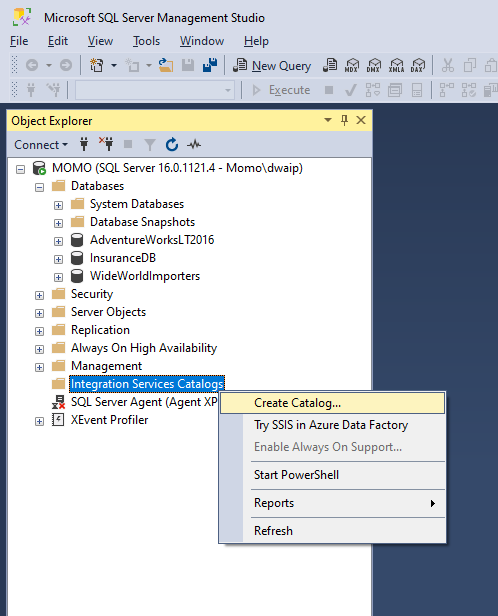 Microsoft SQL Server Management Studio
File Edit View Tools Window Help
New Query MDX DMX XMLA DAX
Execute
Object Explorer
Connect
MOMO (SQL Server 16.0.1121.4 - Momo\dwaip)
Databases
System Databases
Database Snapshots
AdventureWorksLT2016
InsuranceDB
WideWorldImporters
Security
Server Objects
Replication
Always On High Availability
Management
Integration Services Catalogs
SQL Server Agent (Agent XP
XEvent Profiler
Create Catalog...
Try SSIS in Azure Data Factory
Enable Always On Support...
Start PowerShell
Reports
Refresh